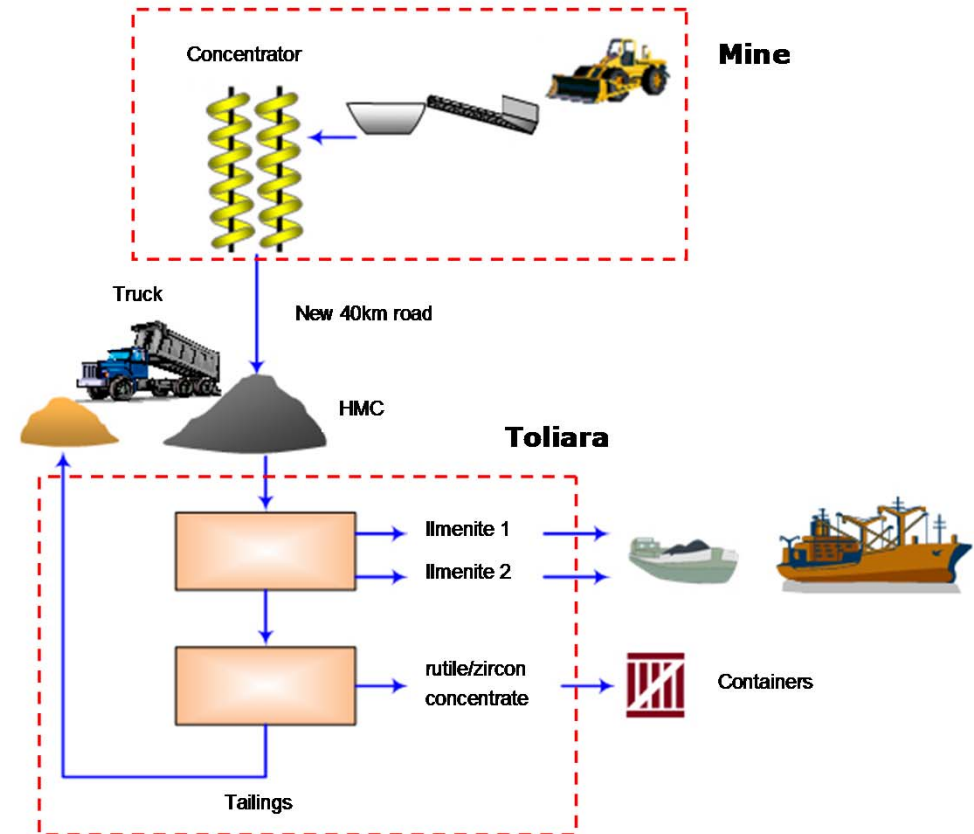 Mine
Concentrator
Truck
New 40km road
HMC
Toliara
Ilmenite 1
Ilmenite 2
rutile/zircon
concentrate
Containers
Tailings